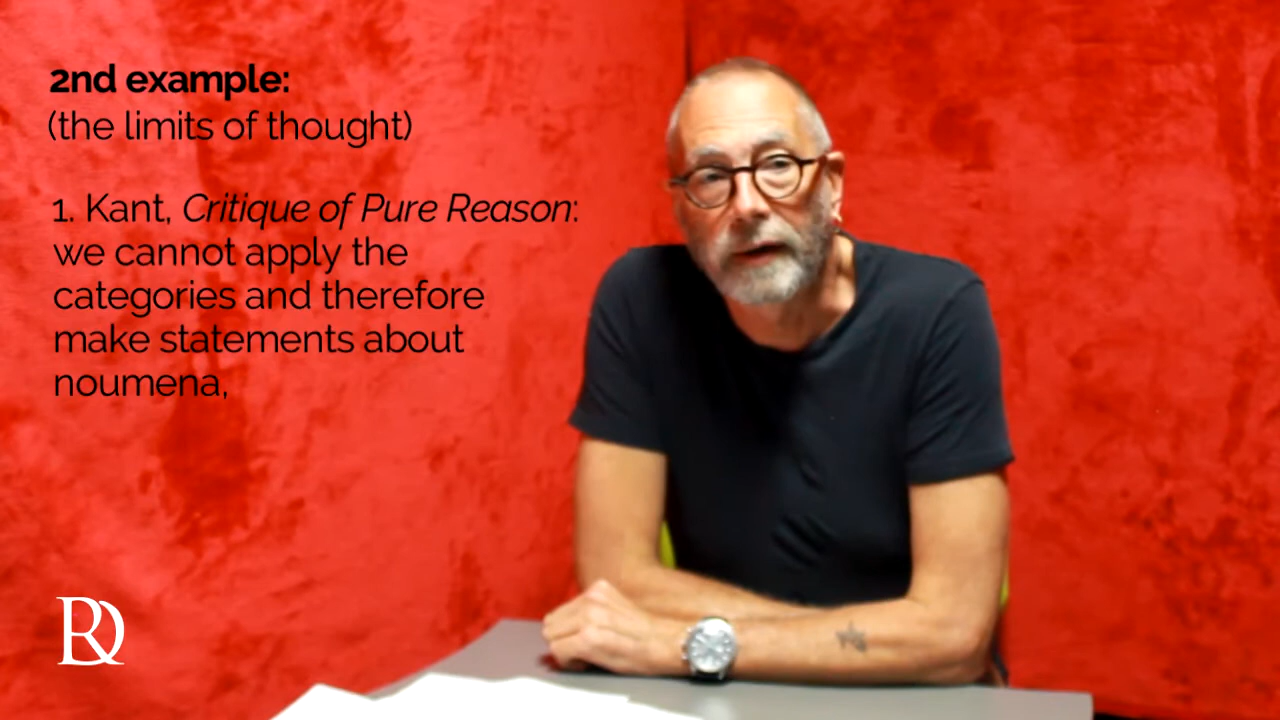 2nd example:
(the limits of thought)
1. Kant, Critique of Pure Reason:
we cannot apply the
categories and therefore
make statements about
noumena,
RD